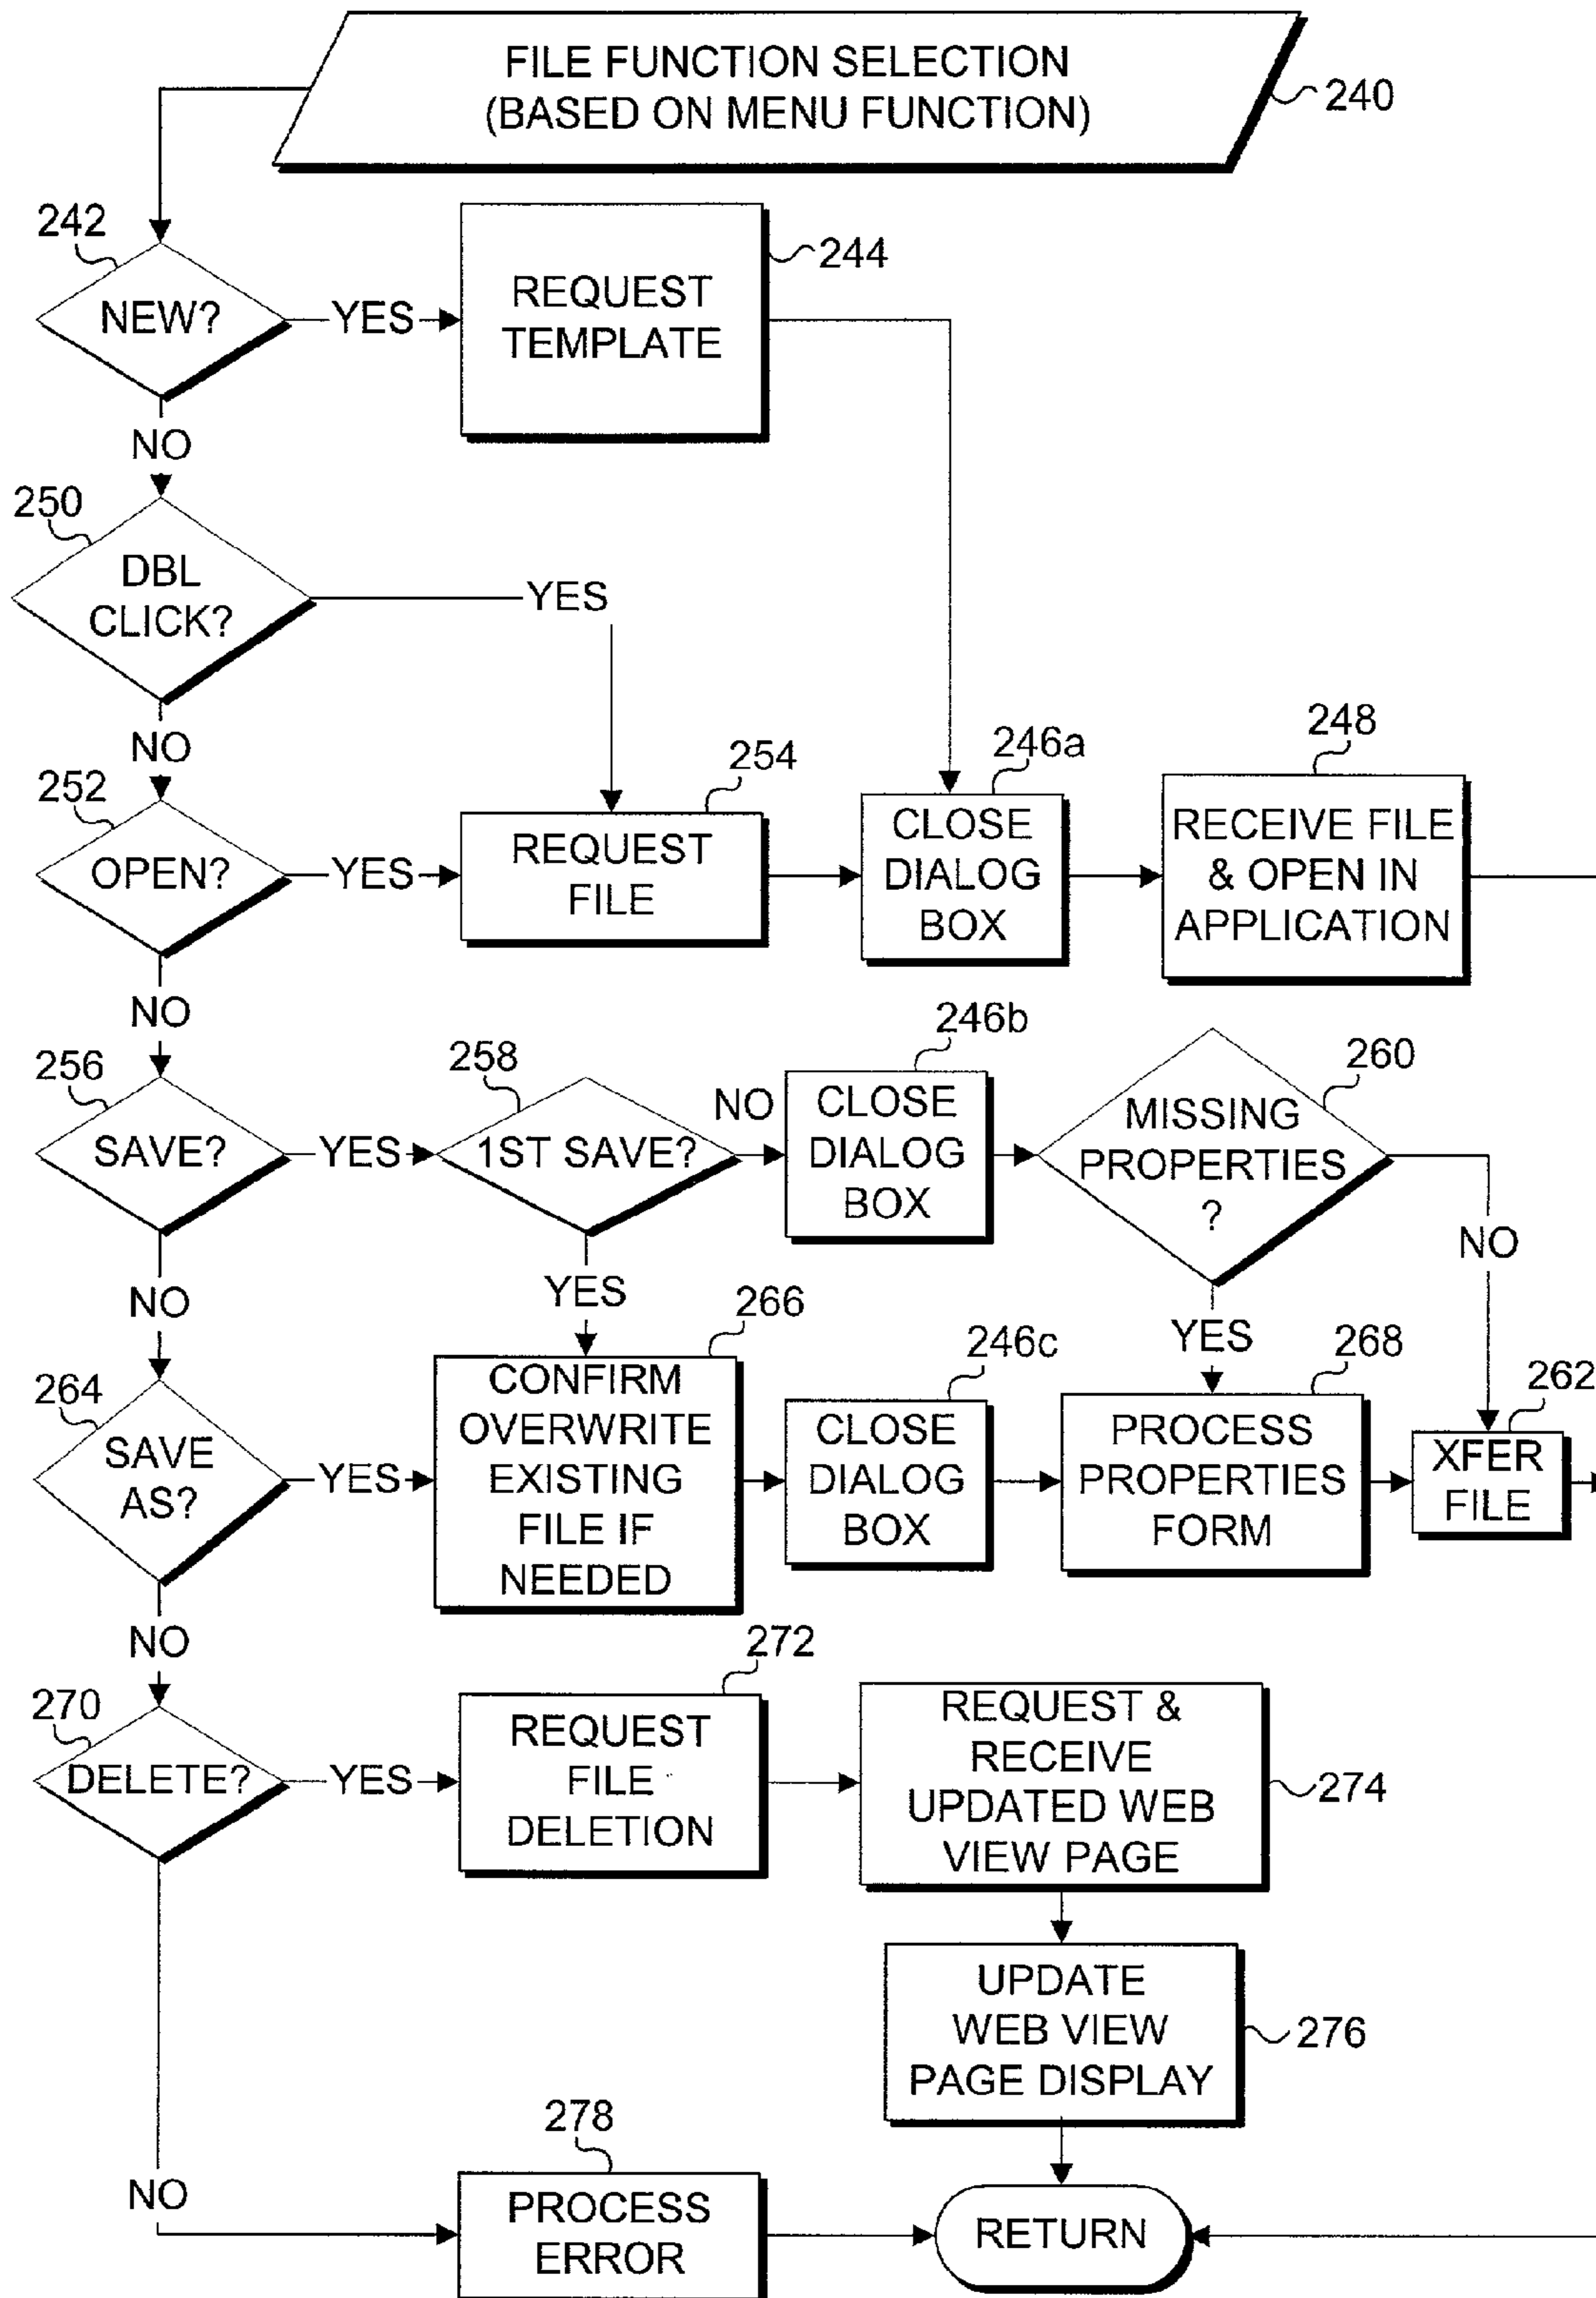 FILE FUNCTION SELECTION
(BASED ON MENU FUNCTION)
240
242
NEW?
YES
REQUEST
TEMPLATE
244
NO
250
DBL
CLICK?
YES
NO
252
OPEN?
YES
254
REQUEST
FILE
246a
CLOSE
DIALOG
BOX
248
RECEIVE FILE
& OPEN IN
APPLICATION
NO
256
SAVE?
YES
258
1ST SAVE?
NO
246b
CLOSE
DIALOG
BOX
260
MISSING
PROPERTIES
?
NO
YES
YES
NO
264
SAVE
AS?
YES
266
CONFIRM
OVERWRITE
EXISTING
FILE IF
NEEDED
246c
CLOSE
DIALOG
BOX
268
PROCESS
PROPERTIES
FORM
262
XFER
FILE
NO
270
DELETE?
YES
272
REQUEST
FILE
DELETION
REQUEST &
RECEIVE
UPDATED WEB
VIEW PAGE
274
UPDATE
WEB VIEW
PAGE DISPLAY
276
NO
278
PROCESS
ERROR
RETURN